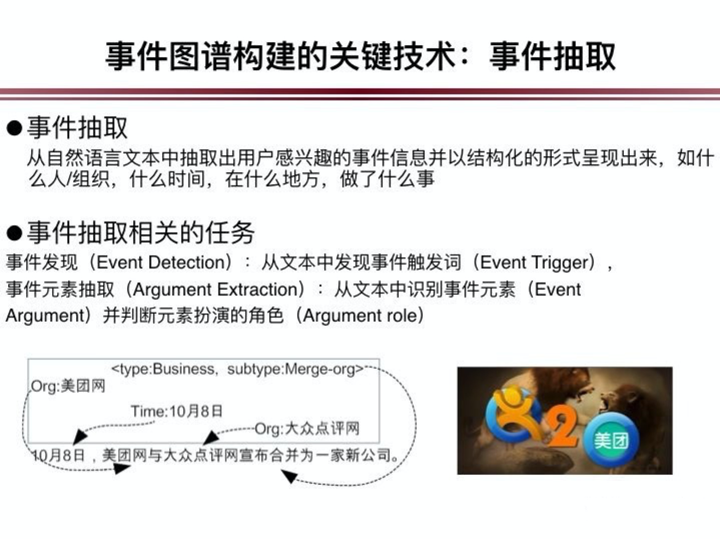 事件图谱构建的关键技术：事件抽取
●事件抽取
从自然语言文本中抽取出用户感兴趣的事件信息并以结构化的形式呈现出来，如什
么人/组织，什么时间，在什么地方，做了什么事
●事件抽取相关的任务
事件发现（Event Detection）：从文本中发现事件触发词（Event Trigger），
事件元素抽取（Argument Extraction）：从文本中识别事件元素（Event
Argument）并判断元素扮演的角色（Argument role）
<type:Business, subtype:Merge-org>
Org:美团网
Time:10月8日
Org:大众点评网
10月8日，美团网与大众点评网宣布合并为一家新公司。
2
美团